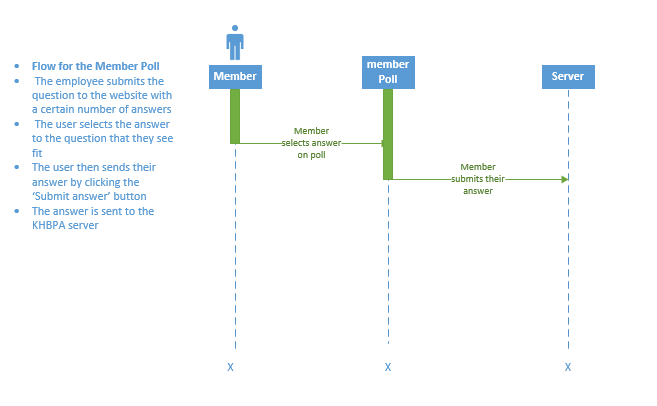 • Flow for the Member Poll
• The employee submits the
question to the website with
a certain number of answers
• The user selects the answer
to the question that they see
fit
• The user then sends their
answer by clicking the
‘Submit answer’ button
• The answer is sent to the
KHBPA server
Member
member
Poll
Server
Member
selects answer
on poll
Member
submits their
answer
X
X
X